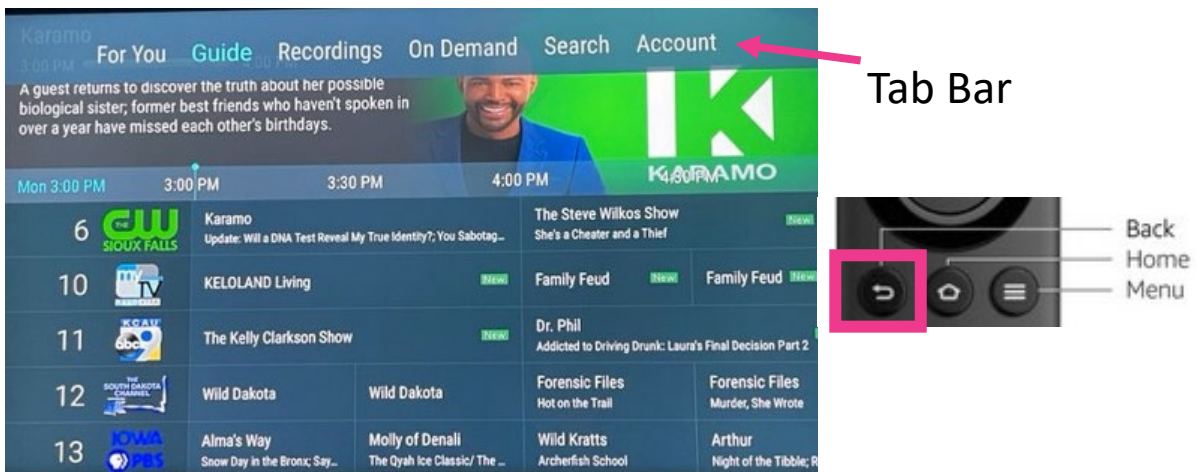 Karamo
3:00 PM
For You Guide Recordings On Demand Search Account
Tab Bar
A guest returns to discover the truth about her possible
biological sister; former best friends who haven't spoken in
over a year have missed each other's birthdays.
K
KARAMO
Mon 3:00 PM 3:00 PM 3:30 PM 4:00 PM 4:30 PM
6 THE CW SIOUX FALLS
Karamo
Update: Will a DNA Test Reveal My True Identity?; You Sabotag...
The Steve Wilkos Show New
She's a Cheater and a Thief
10 my TV
KELOLAND Living New
Family Feud New
Family Feud New
11 KCAU abc 9
The Kelly Clarkson Show New
Dr. Phil
Addicted to Driving Drunk: Laura's Final Decision Part 2
12 THE SOUTH DAKOTA CHANNEL
Wild Dakota
Wild Dakota
Forensic Files
Hot on the Trail
Forensic Files
Murder, She Wrote
13 IOWA PBS
Alma's Way
Snow Day in the Bronx; Say...
Molly of Denali
The Qyah Ice Classic/ The ...
Wild Kratts
Archerfish School
Arthur
Night of the Tibble; R
Back
Home
Menu